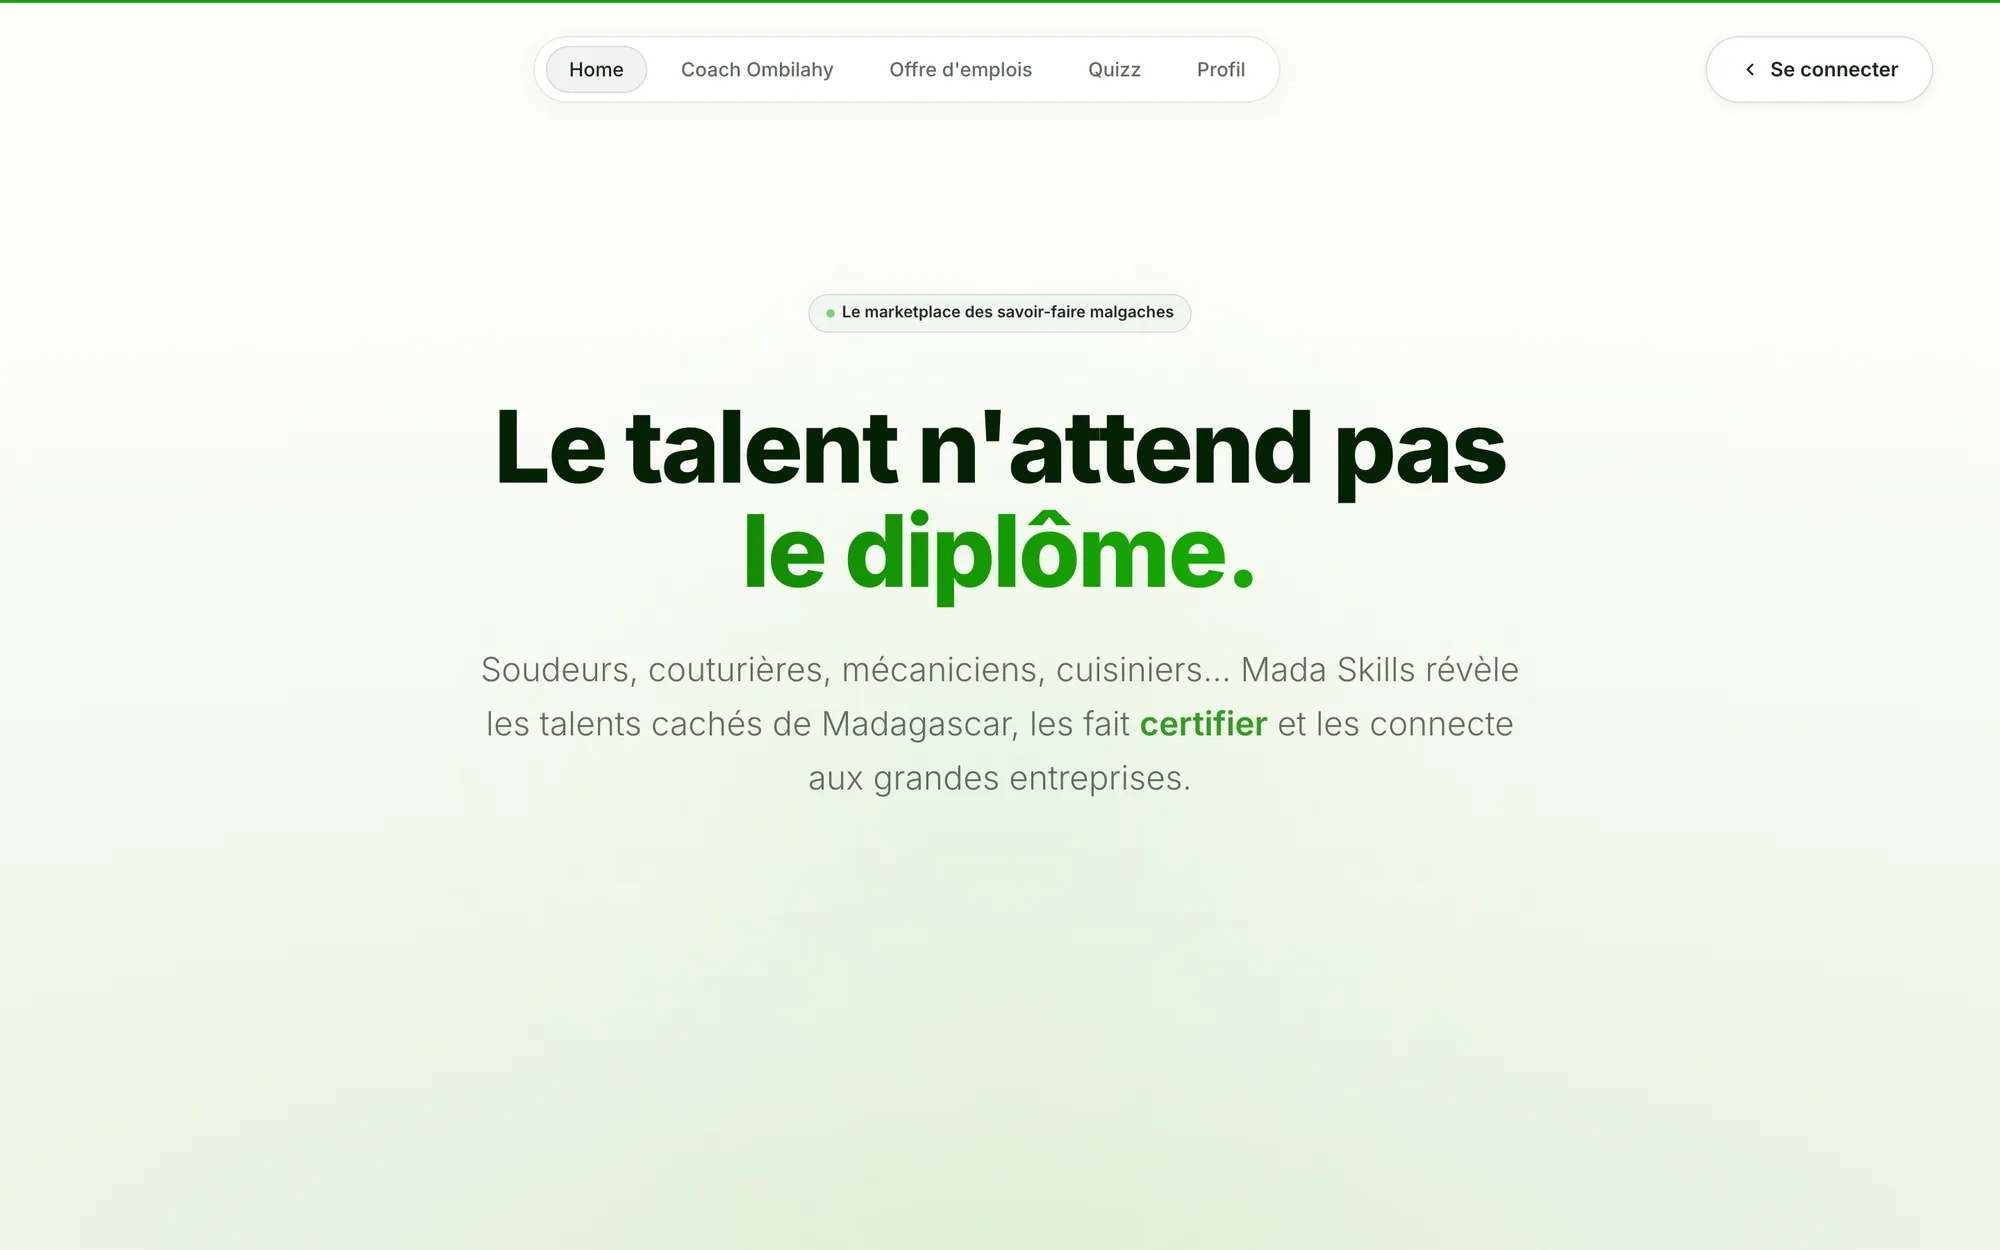 Home
Coach Ombilahy
Offre d'emplois
Quizz
Profil
Se connecter
Le marketplace des savoir-faire malgaches
Le talent n'attend pas
le diplôme.
Soudeurs, couturières, mécaniciens, cuisiniers... Mada Skills révèle
les talents cachés de Madagascar, les fait certifier et les connecte
aux grandes entreprises.